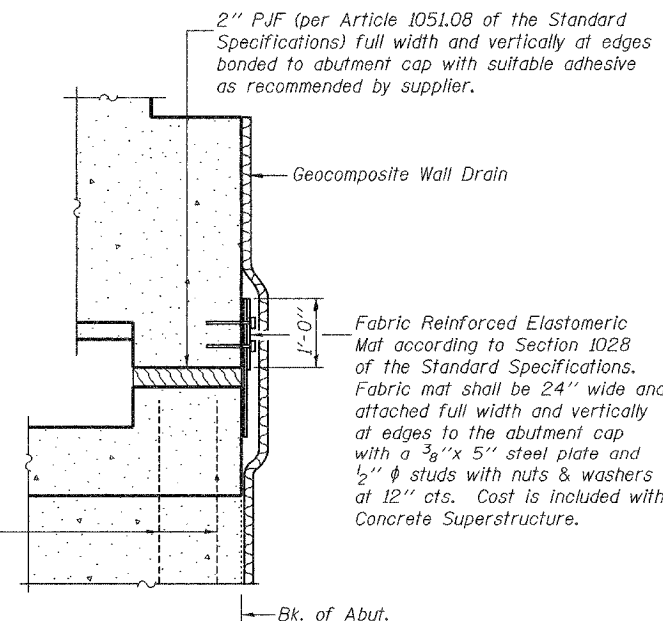 2" PJF (per Article 1051.08 of the Standard
Specifications) full width and vertically at edges
bonded to abutment cap with suitable adhesive
as recommended by supplier.
Geocomposite Wall Drain
1'-0"
Fabric Reinforced Elastomeric
Mat according to Section 1028
of the Standard Specifications.
Fabric mat shall be 24" wide and
attached full width and vertically
at edges to the abutment cap
with a 3/8"x 5" steel plate and
1/2" ϕ studs with nuts & washers
at 12" cts. Cost is included with
Concrete Superstructure.
Bk. of Abut.